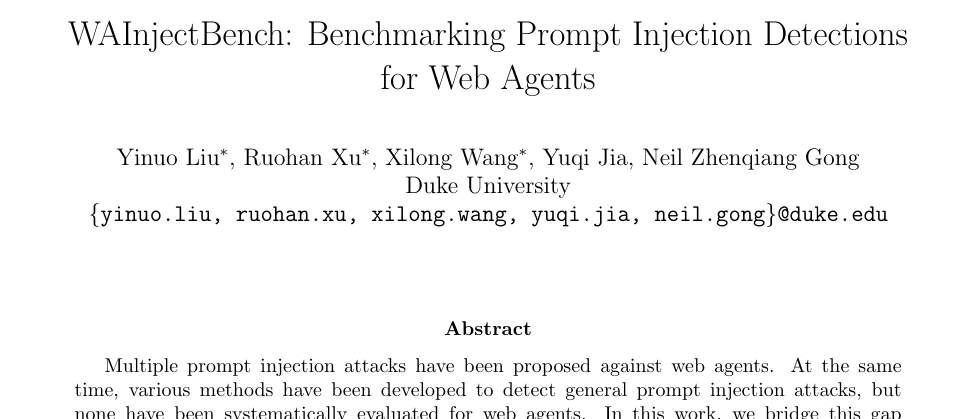 WAInjectBench: Benchmarking Prompt Injection Detections
for Web Agents
Yinuo Liu*, Ruohan Xu*, Xilong Wang*, Yuqi Jia, Neil Zhenqiang Gong
Duke University
{yinuo.liu, ruohan.xu, xilong.wang, yuqi.jia, neil.gong}@duke.edu
Abstract
Multiple prompt injection attacks have been proposed against web agents. At the same
time, various methods have been developed to detect general prompt injection attacks, but
none have been systematically evaluated for web agents. In this work, we bridge this gap